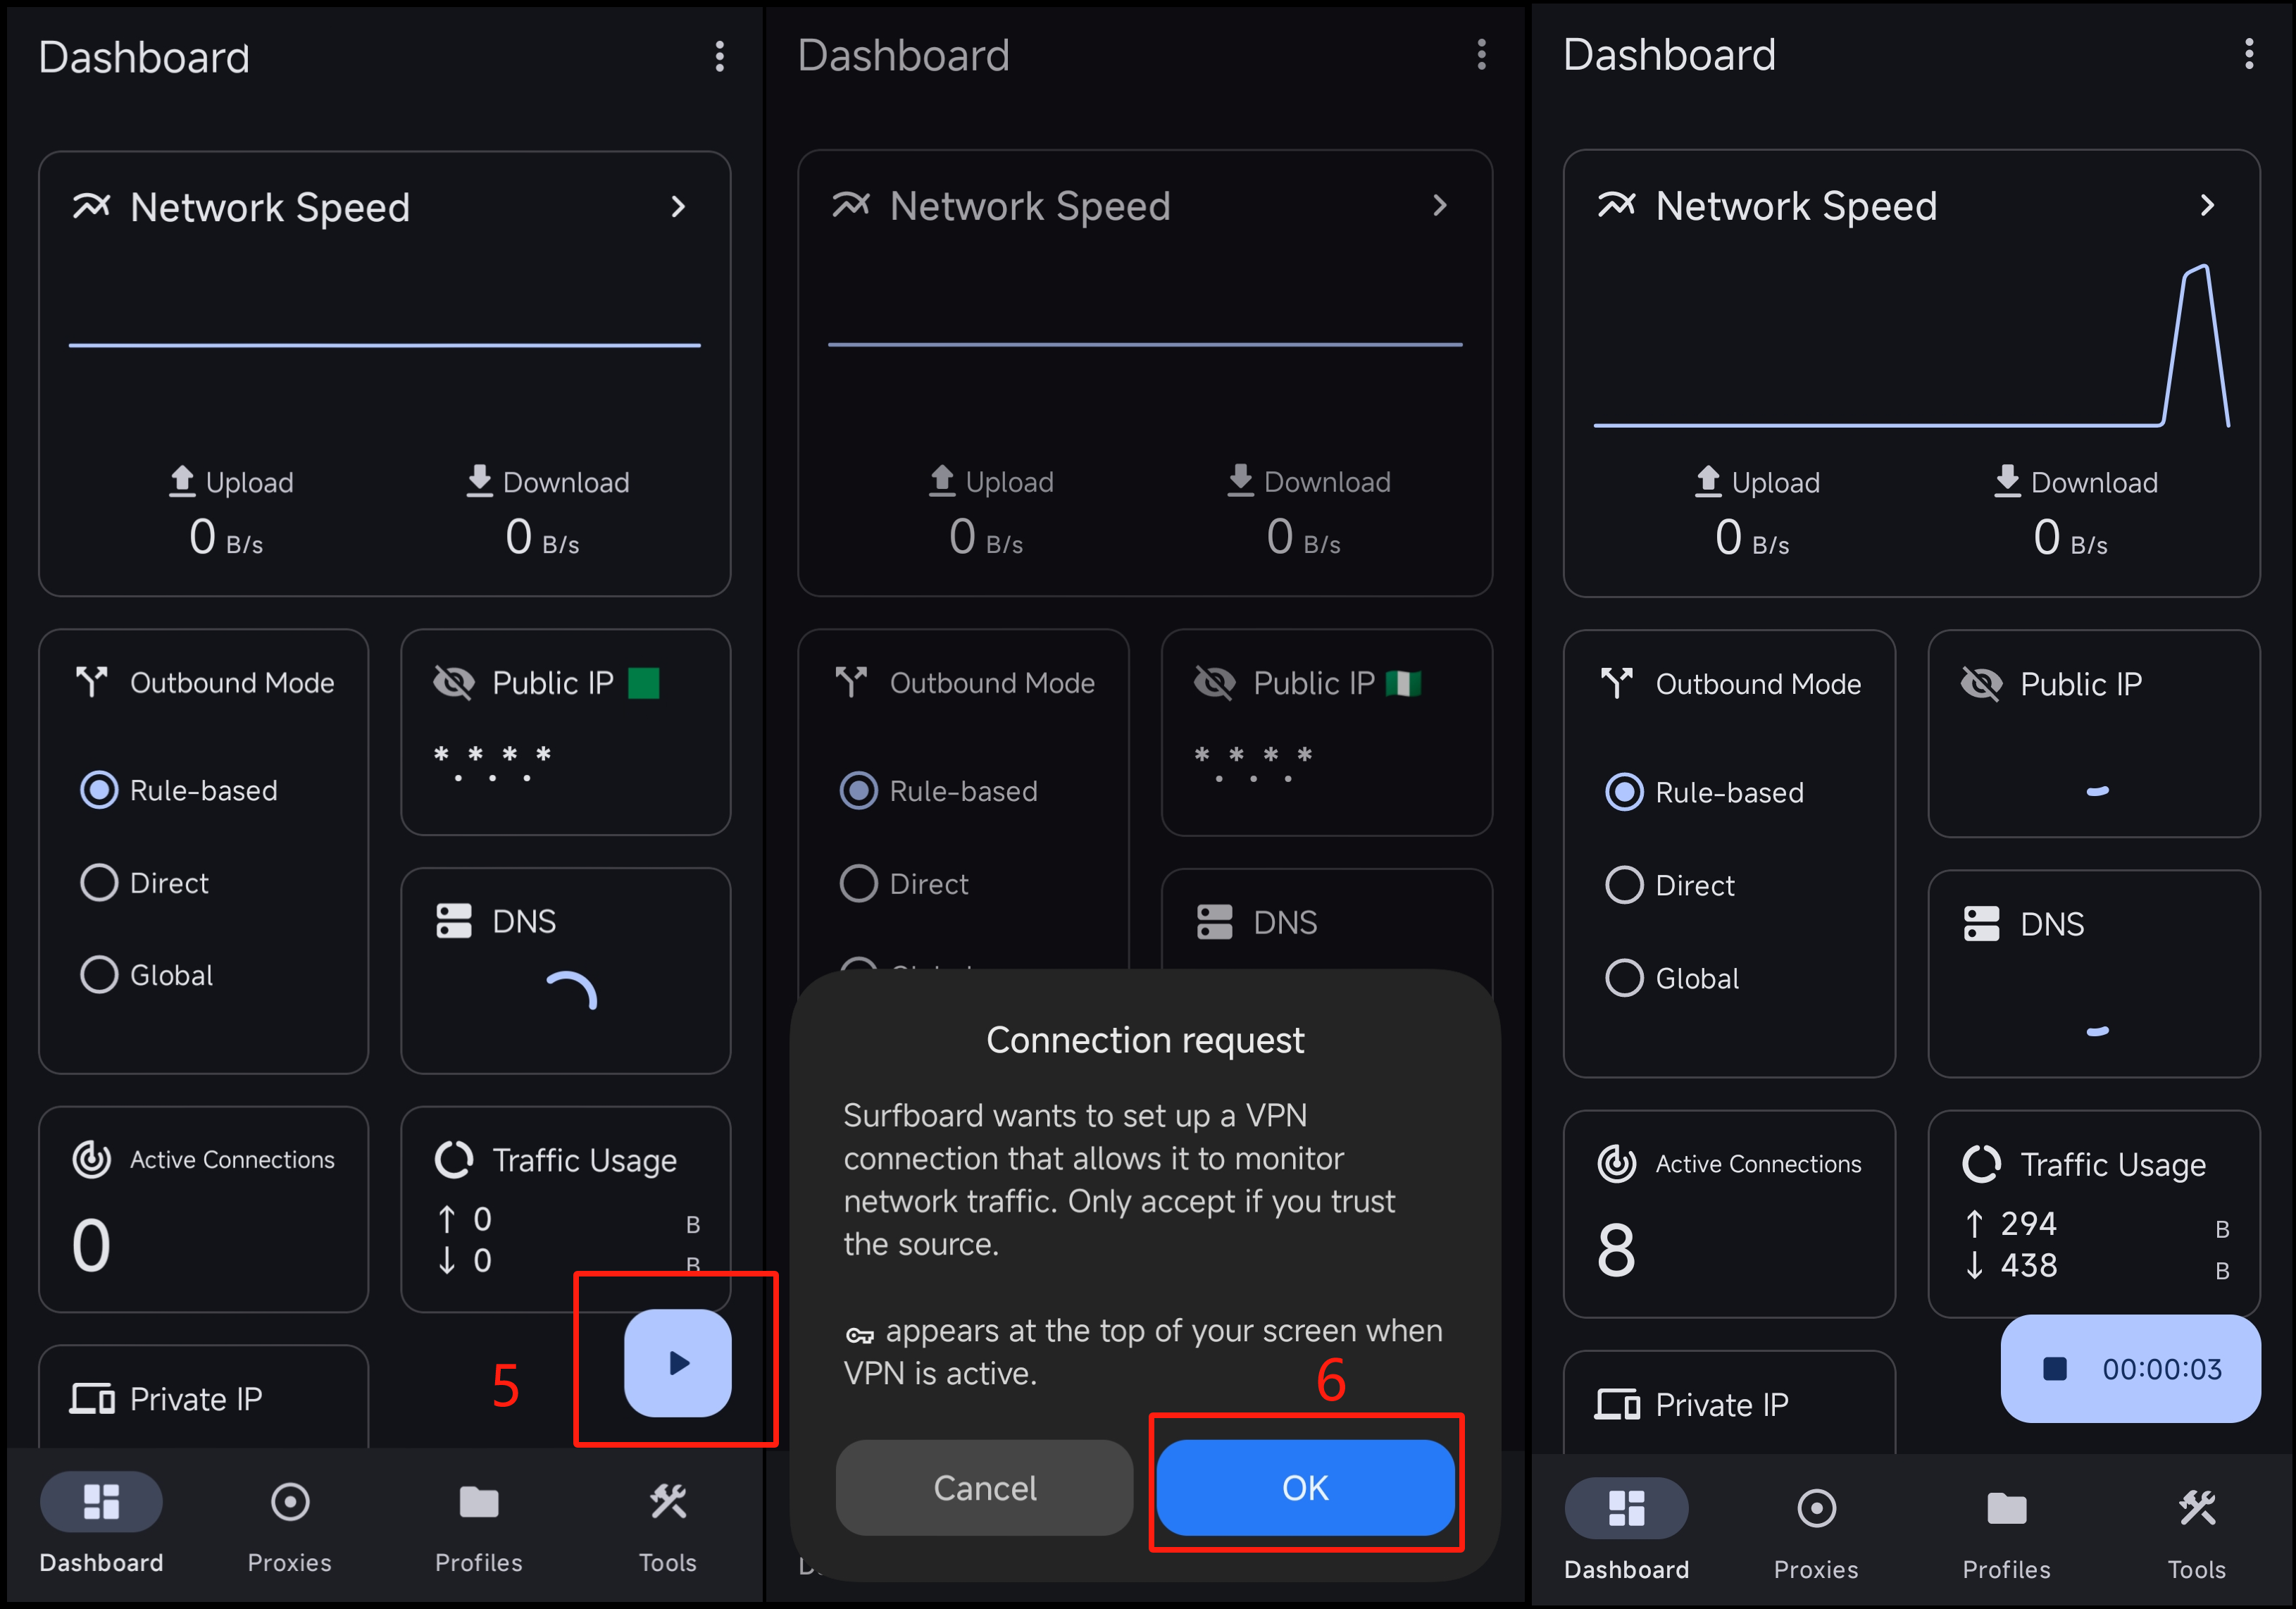 Dashboard
Network Speed
Upload
Download
0 B/s
0 B/s
Outbound Mode
Rule-based
Direct
Global
Public IP
*.*.*.*
DNS
Active Connections
0
Traffic Usage
↑ 0 B
↓ 0 B
5
Private IP
Dashboard
Proxies
Profiles
Tools
Dashboard
Network Speed
Upload
Download
0 B/s
0 B/s
Outbound Mode
Rule-based
Direct
Public IP
*.*.*.*
DNS
Connection request
Surfboard wants to set up a VPN
connection that allows it to monitor
network traffic. Only accept if you trust
the source.
appears at the top of your screen when
VPN is active.
6
Cancel
OK
Dashboard
Network Speed
Upload
Download
0 B/s
0 B/s
Outbound Mode
Rule-based
Direct
Global
Public IP
DNS
Active Connections
8
Traffic Usage
↑ 294 B
↓ 438 B
00:00:03
Private IP
Dashboard
Proxies
Profiles
Tools